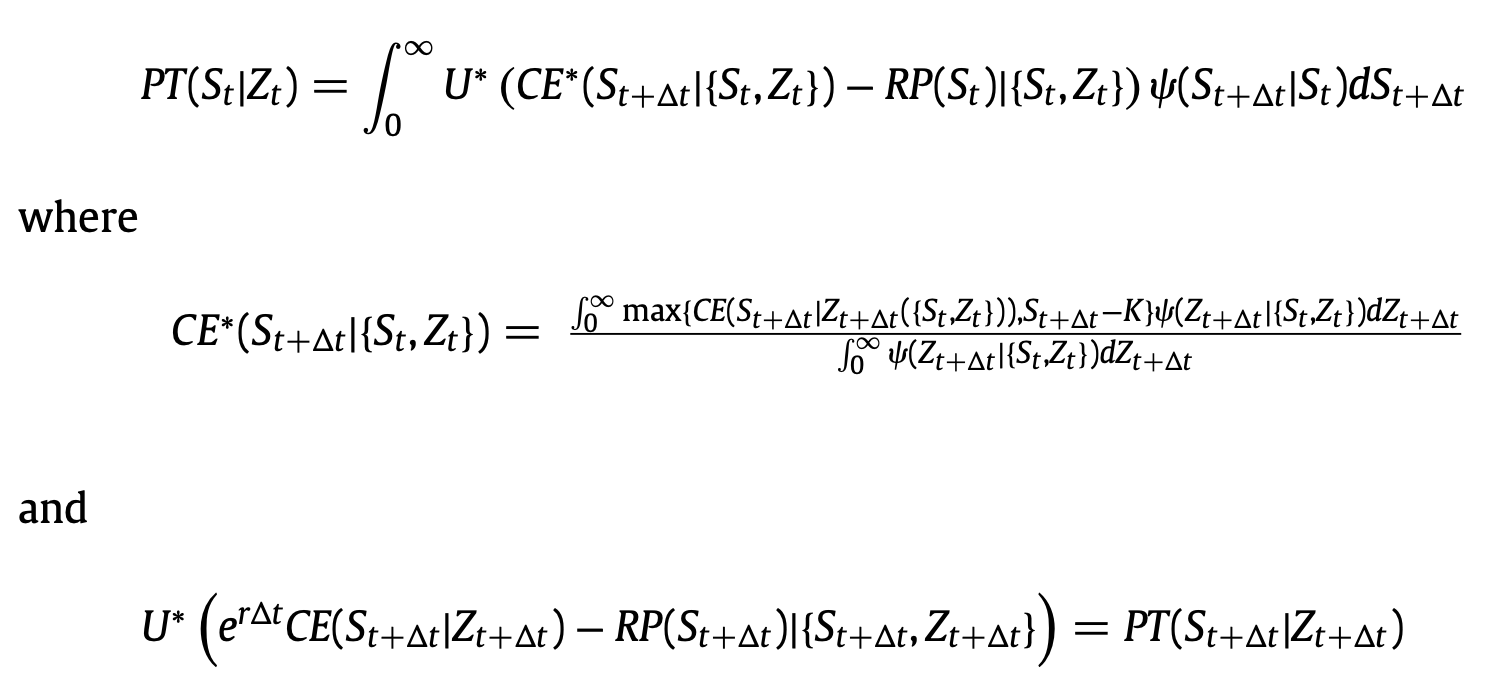 PT(S_t|Z_t) = ∫_0^∞ U* (CE*(S_{t+Δt}|{S_t, Z_t}) − RP(S_t)|{S_t, Z_t}) ψ(S_{t+Δt}|S_t)dS_{t+Δt}
where
CE*(S_{t+Δt}|{S_t, Z_t}) = \frac{∫_0^∞ max{CE(S_{t+Δt}|Z_{t+Δt}({S_t,Z_t})),S_{t+Δt}−K}ψ(Z_{t+Δt}|{S_t,Z_t})dZ_{t+Δt}}{∫_0^∞ ψ(Z_{t+Δt}|{S_t,Z_t})dZ_{t+Δt}}
and
U* (e^{rΔt}CE(S_{t+Δt}|Z_{t+Δt}) − RP(S_{t+Δt})|{S_{t+Δt}, Z_{t+Δt}}) = PT(S_{t+Δt}|Z_{t+Δt})